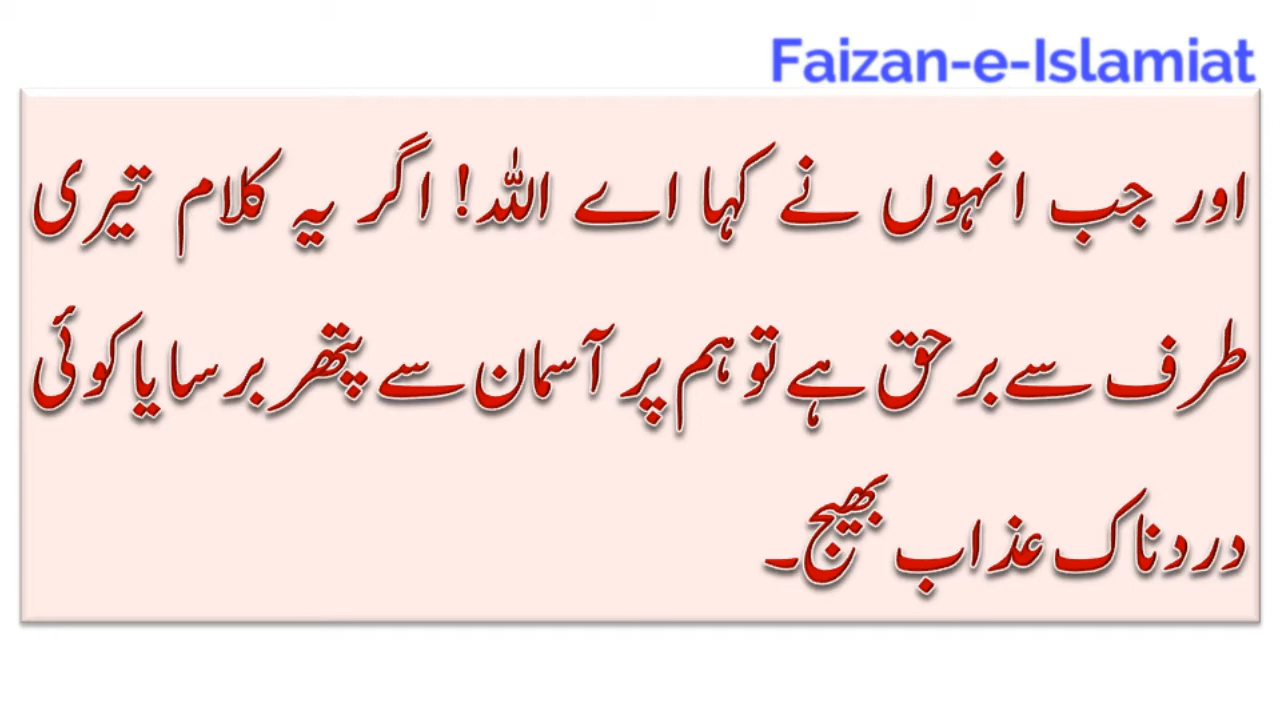 Faizan-e-Islamiat
اور جب انہوں نے کہا اے اللہ! اگر یہ کلام تیری
طرف سے برحق ہے تو ہم پر آسمان سے پتھر برسا یا کوئی
دردناک عذاب بھیج۔